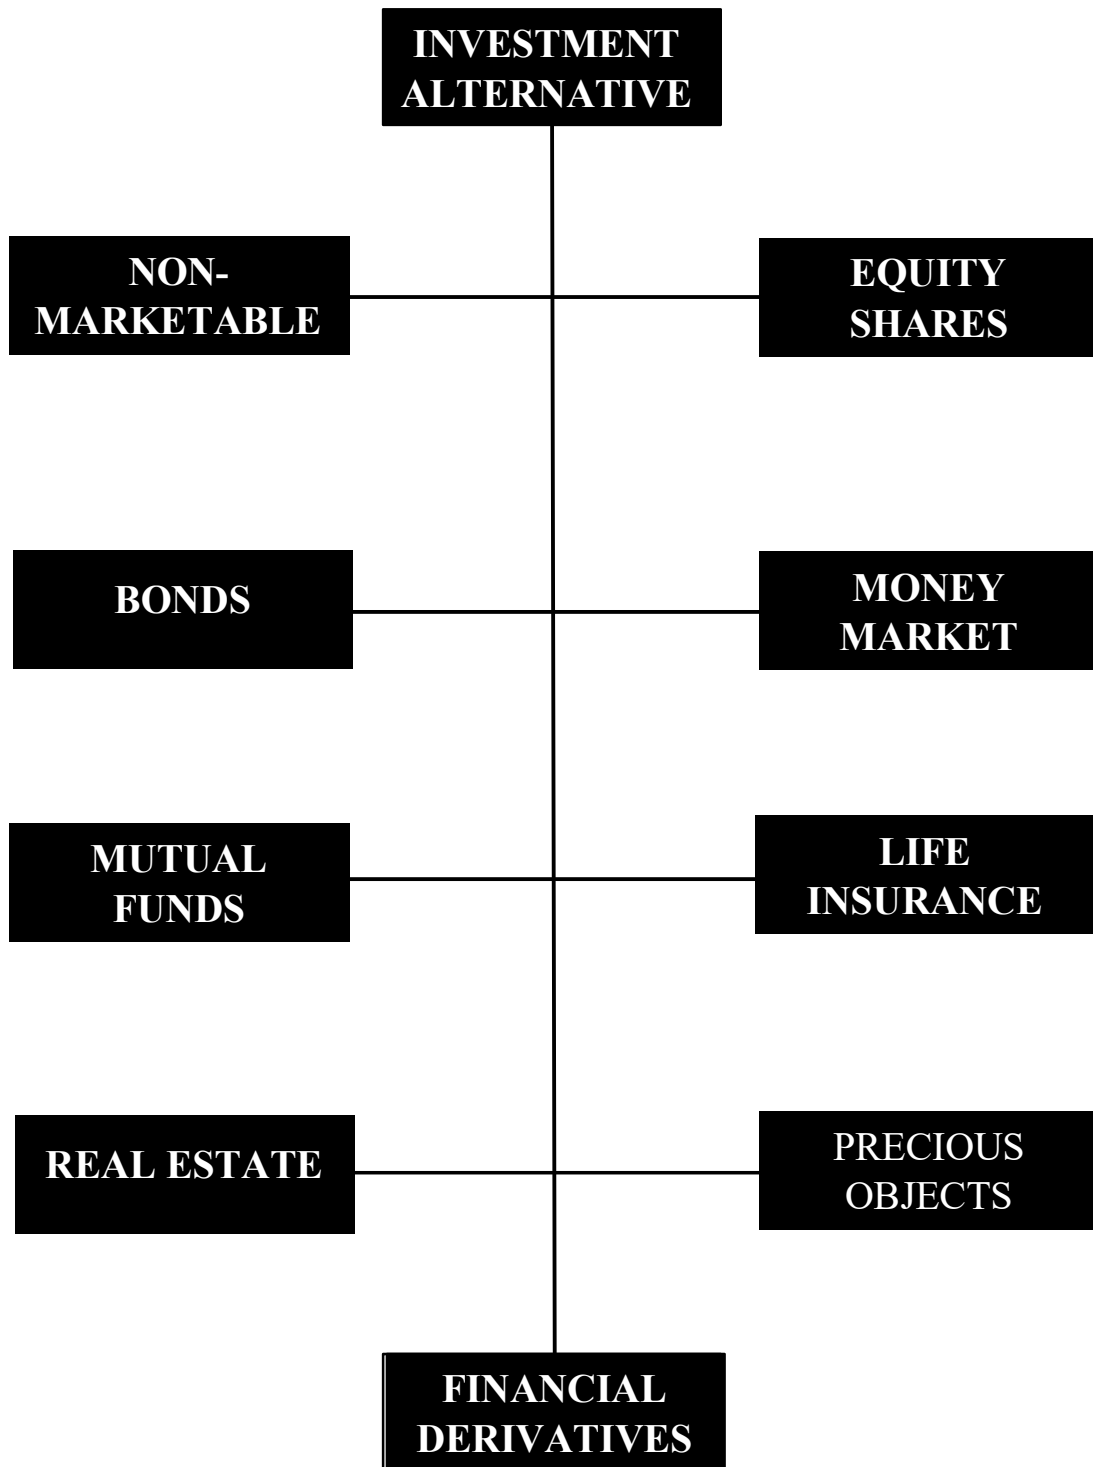 INVESTMENT
ALTERNATIVE
NON-
MARKETABLE
EQUITY
SHARES
BONDS
MONEY
MARKET
MUTUAL
FUNDS
LIFE
INSURANCE
REAL ESTATE
PRECIOUS
OBJECTS
FINANCIAL
DERIVATIVES